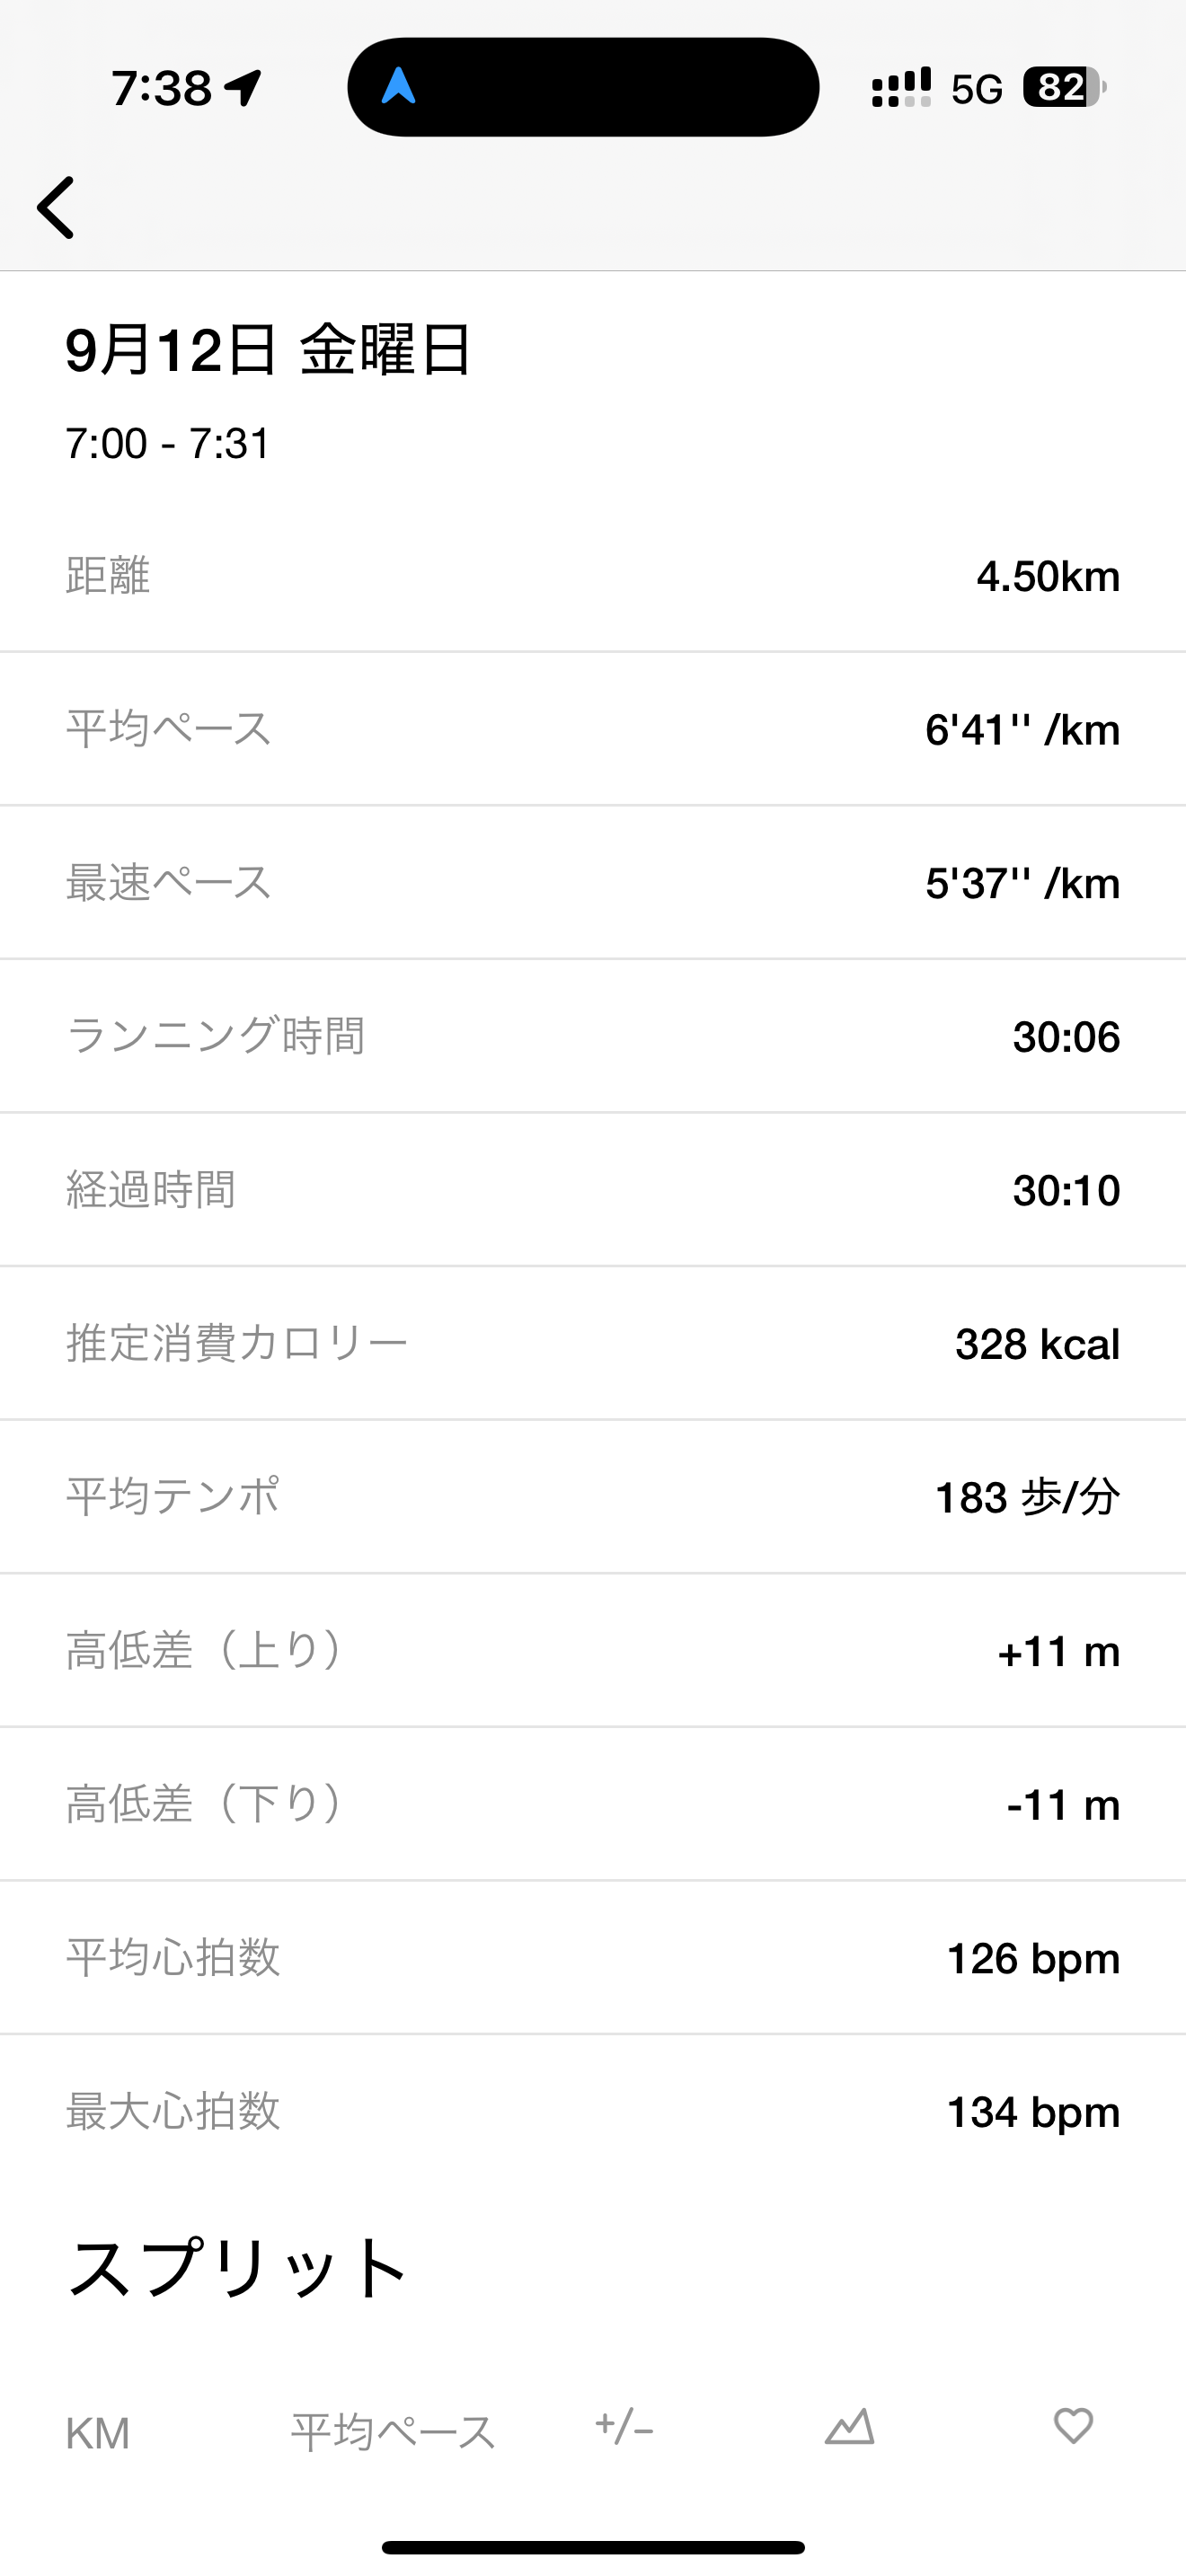 7:38 5G 82
9月12日 金曜日
7:00 - 7:31
距離 4.50km
平均ペース 6'41'' /km
最速ペース 5'37'' /km
ランニング時間 30:06
経過時間 30:10
推定消費カロリー 328 kcal
平均テンポ 183 歩/分
高低差（上り） +11 m
高低差（下り） -11 m
平均心拍数 126 bpm
最大心拍数 134 bpm
スプリット
KM 平均ペース +/-